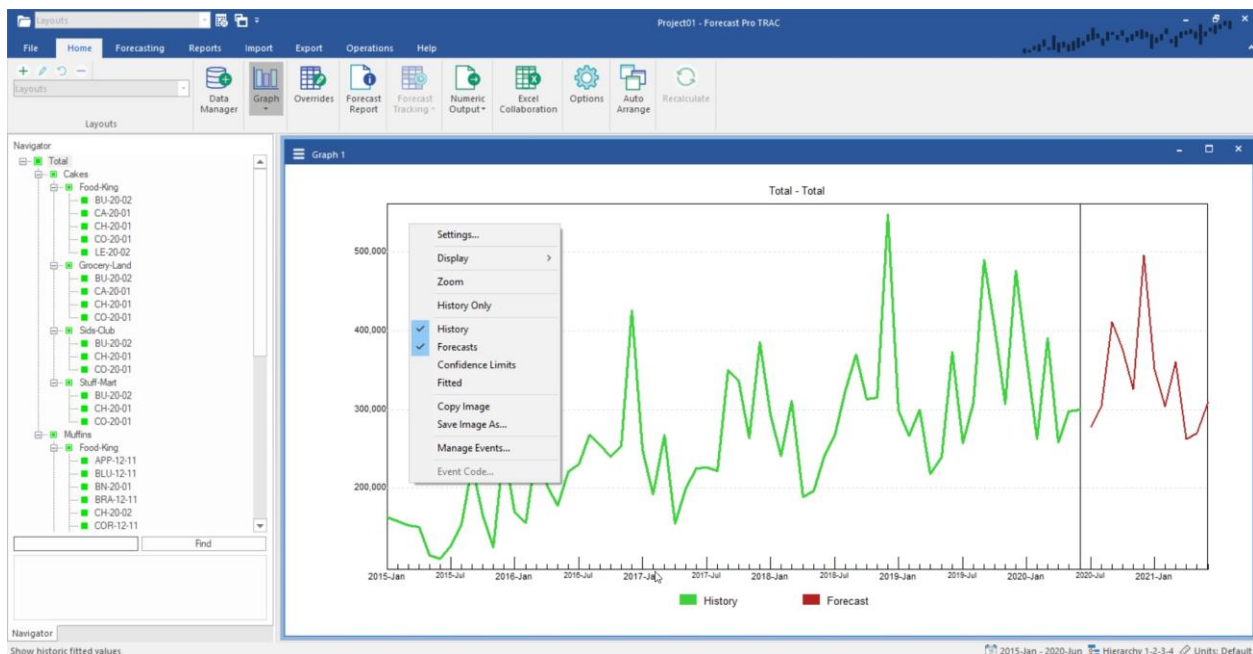 Layouts
Project01 - Forecast Pro TRAC
File Home Forecasting Reports Import Export Operations Help
Layouts
Data Manager
Graph
Overrides
Forecast Report
Forecast Tracking
Numeric Output
Excel Collaboration
Options
Auto Arrange
Recalculate
Layouts
Navigator
Total
Cakes
Food-King
BU-20-02
CA-20-01
CH-20-01
CO-20-01
LE-20-02
Grocery-Land
BU-20-02
CA-20-01
CH-20-01
CO-20-01
Sids-Club
BU-20-02
CH-20-01
CO-20-01
Stuff-Mart
BU-20-02
CH-20-01
CO-20-01
Muffins
Food-King
APP-12-11
BLU-12-11
BN-20-01
BRA-12-11
CH-20-02
COR-12-11
Find
Navigator
Graph 1
Total - Total
500,000
400,000
300,000
200,000
Settings...
Display
Zoom
History Only
History
Forecasts
Confidence Limits
Fitted
Copy Image
Save Image As...
Manage Events...
Event Code...
2015-Jan 2015-Jul 2016-Jan 2016-Jul 2017-Jan 2017-Jul 2018-Jan 2018-Jul 2019-Jan 2019-Jul 2020-Jan 2020-Jul 2021-Jan
History Forecast
Show historic fitted values
2015-Jan - 2020-Jun Hierarchy 1-2-3-4 Units: Default